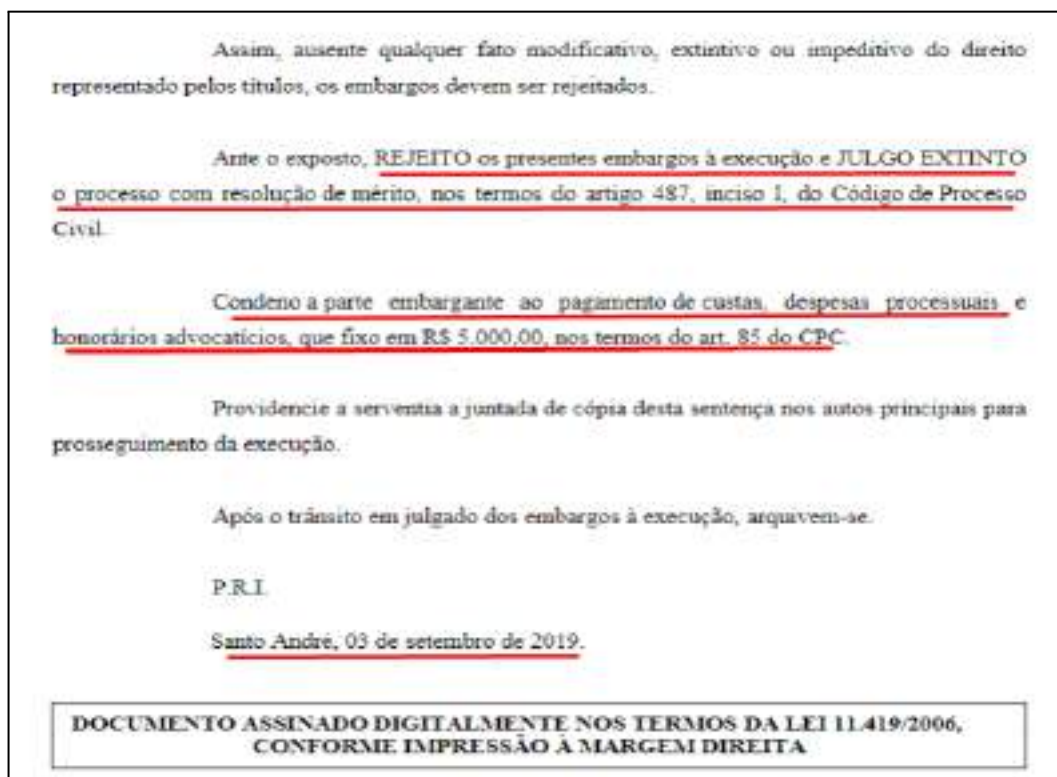 Assim, ausente qualquer fato modificativo, extintivo ou impeditivo do direito
representado pelos títulos, os embargos devem ser rejeitados.
Ante o exposto, REJEITO os presentes embargos à execução e JULGO EXTINTO
o processo com resolução de mérito, nos termos do artigo 487, inciso I, do Código de Processo
Civil.
Condeno a parte embargante ao pagamento de custas, despesas processuais e
honorários advocatícios, que fixo em R$ 5.000,00, nos termos do art. 85 do CPC.
Providencie a serventia a juntada de cópia desta sentença nos autos principais para
prosseguimento da execução.
Após o trânsito em julgado dos embargos à execução, arquivem-se.
P.R.I.
Santo André, 03 de setembro de 2019.
DOCUMENTO ASSINADO DIGITALMENTE NOS TERMOS DA LEI 11.419/2006,
CONFORME IMPRESSÃO À MARGEM DIREITA